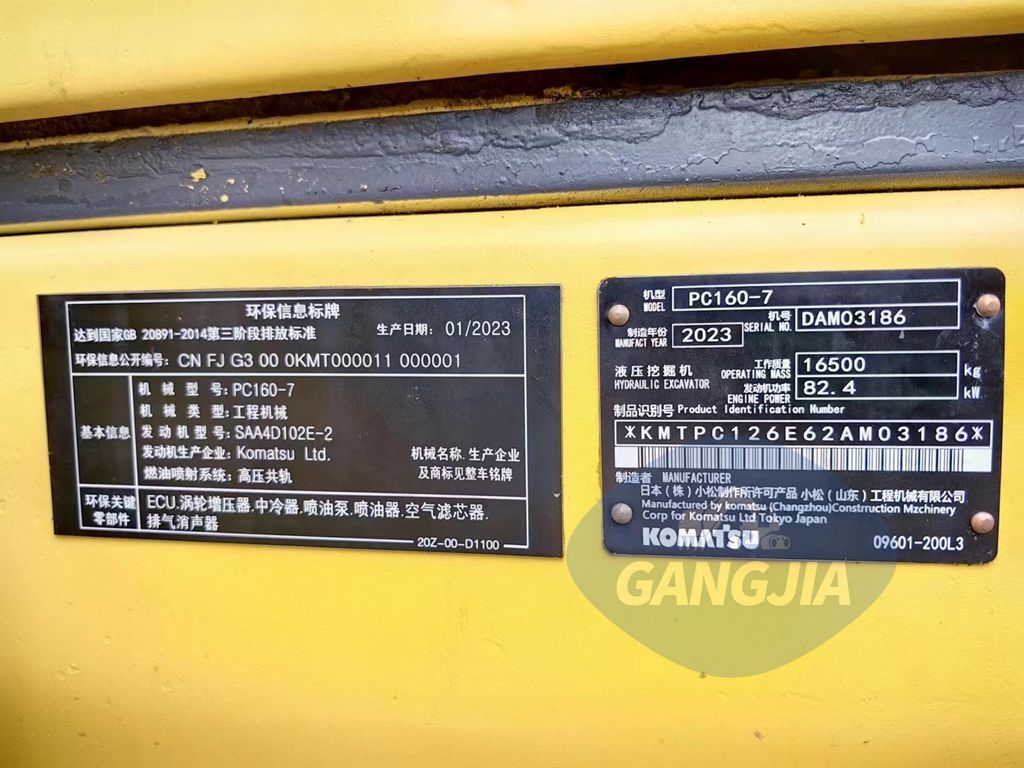 环保信息标牌
达到国家GB 20891-2014第三阶段排放标准
生产日期: 01/2023
环保信息公开编号: CN FJ G3 00 0KMT000011 000001
基本信息
机 械 型 号: PC160-7
机 械 类 型: 工程机械
发 动 机 型 号: SAA4D102E-2
发动机生产企业: Komatsu Ltd.
燃油喷射系统: 高压共轨
机械名称.生产企业
及商标见整车铭牌
环保关键
零部件
ECU.涡轮增压器.中冷器.喷油泵.喷油器.空气滤芯器.
排气消声器
20Z-00-D1100
机型
MODEL
PC160-7
机号
SERIAL NO.
DAM03186
制造年份
MANUFACT YEAR
2023
液压挖掘机
HYDRAULIC EXCAVATOR
工作质量
OPERATING MASS
16500
kg
发动机功率
ENGINE POWER
82.4
kW
制品识别号 Product Identification Number
*KMTPC126E62AM03186*
制造者 MANUFACTURER
日本（株）小松制作所许可产品 小松（山东）工程机械有限公司
Manufactured by komatsu (Changzhou)Construction Mzchinery
Corp for Komatsu Ltd Tokyo Japan
KOMATSU
09601-200L3
GANGJIA